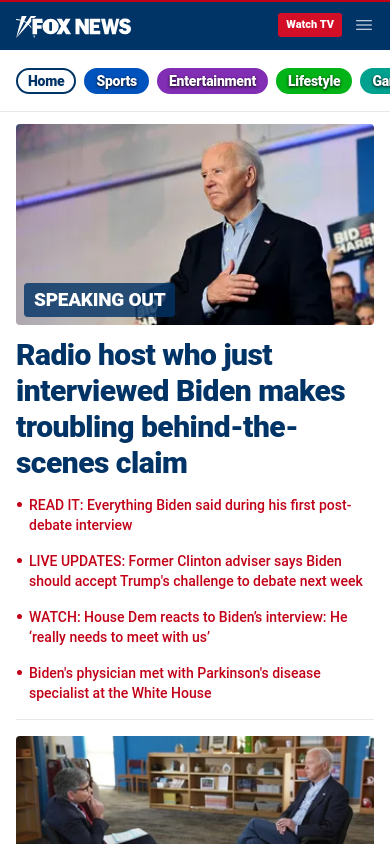 FOX NEWS
Watch TV
Home
Sports
Entertainment
Lifestyle
SPEAKING OUT
Radio host who just
interviewed Biden makes
troubling behind-the-
scenes claim
READ IT: Everything Biden said during his first post-
debate interview
LIVE UPDATES: Former Clinton adviser says Biden
should accept Trump's challenge to debate next week
WATCH: House Dem reacts to Biden’s interview: He
‘really needs to meet with us’
Biden's physician met with Parkinson's disease
specialist at the White House